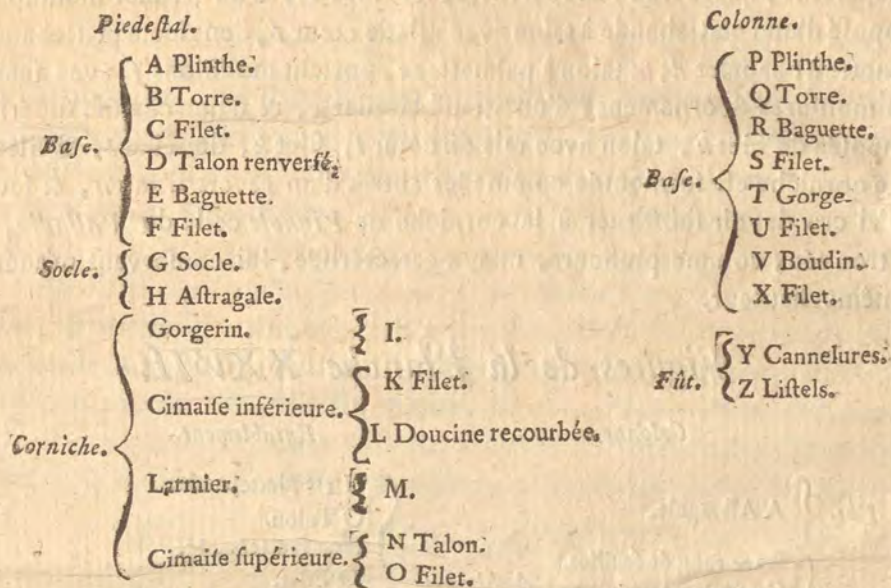 Piedeſtal.
Baſe.
A Plinthe.
B Torre.
C Filet.
D Talon renverſé.
E Baguette.
F Filet.
Socle.
G Socle.
H Aſtragale.
Corniche.
Gorgerin.
I.
Cimaiſe inférieure.
K Filet.
L Doucine recourbée.
Larmier.
M.
Cimaiſe ſupérieure.
N Talon.
O Filet.
Colonne.
Baſe.
P Plinthe.
Q Torre.
R Baguette.
S Filet.
T Gorge.
U Filet.
V Boudin.
X Filet.
Fût.
Y Cannelures.
Z Liſtels.